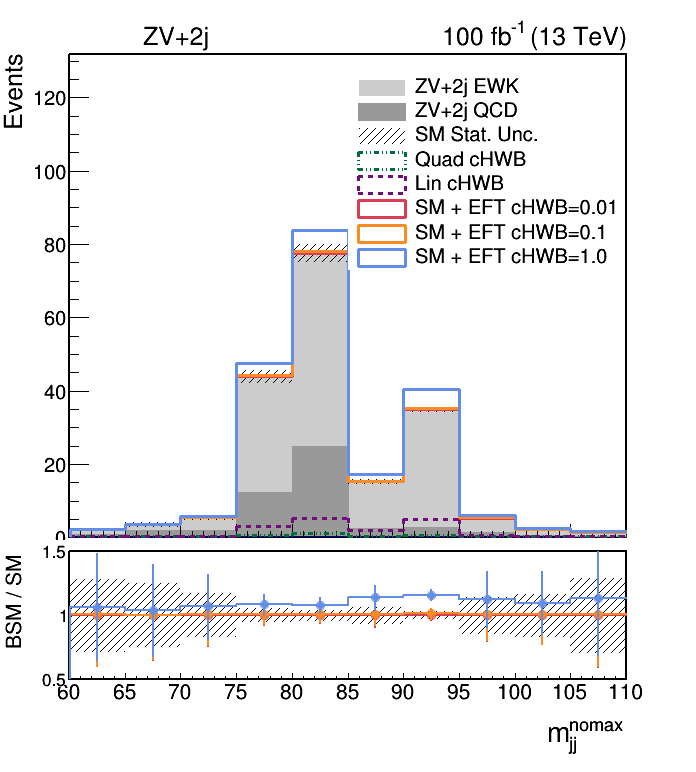 ZV+2j 100 fb-1 (13 TeV)
Events
120
100
80
60
40
20
0
ZV+2j EWK
ZV+2j QCD
SM Stat. Unc.
Quad cHWB
Lin cHWB
SM + EFT cHWB=0.01
SM + EFT cHWB=0.1
SM + EFT cHWB=1.0
BSM / SM
1.5
1
0.5
60 65 70 75 80 85 90 95 100 105 110
m_jj^nomax